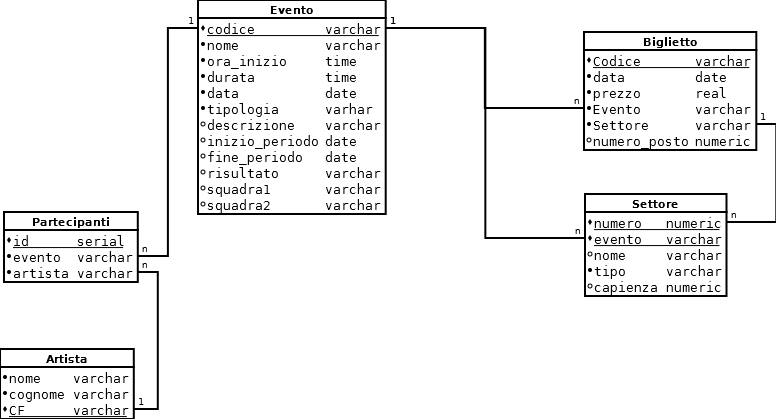 Evento
codice varchar
nome varchar
ora_inizio time
durata time
data date
tipologia varhar
descrizione varchar
inizio_periodo date
fine_periodo date
risultato varchar
squadra1 varchar
squadra2 varchar
1
1
Biglietto
Codice varchar
data date
prezzo real
Evento varchar
Settore varchar
numero_posto numeric
n
1
Settore
numero numeric
evento varchar
nome varchar
tipo varchar
capienza numeric
n
n
Partecipanti
id serial
evento varchar
artista varchar
n
n
Artista
nome varchar
cognome varchar
CF varchar
1